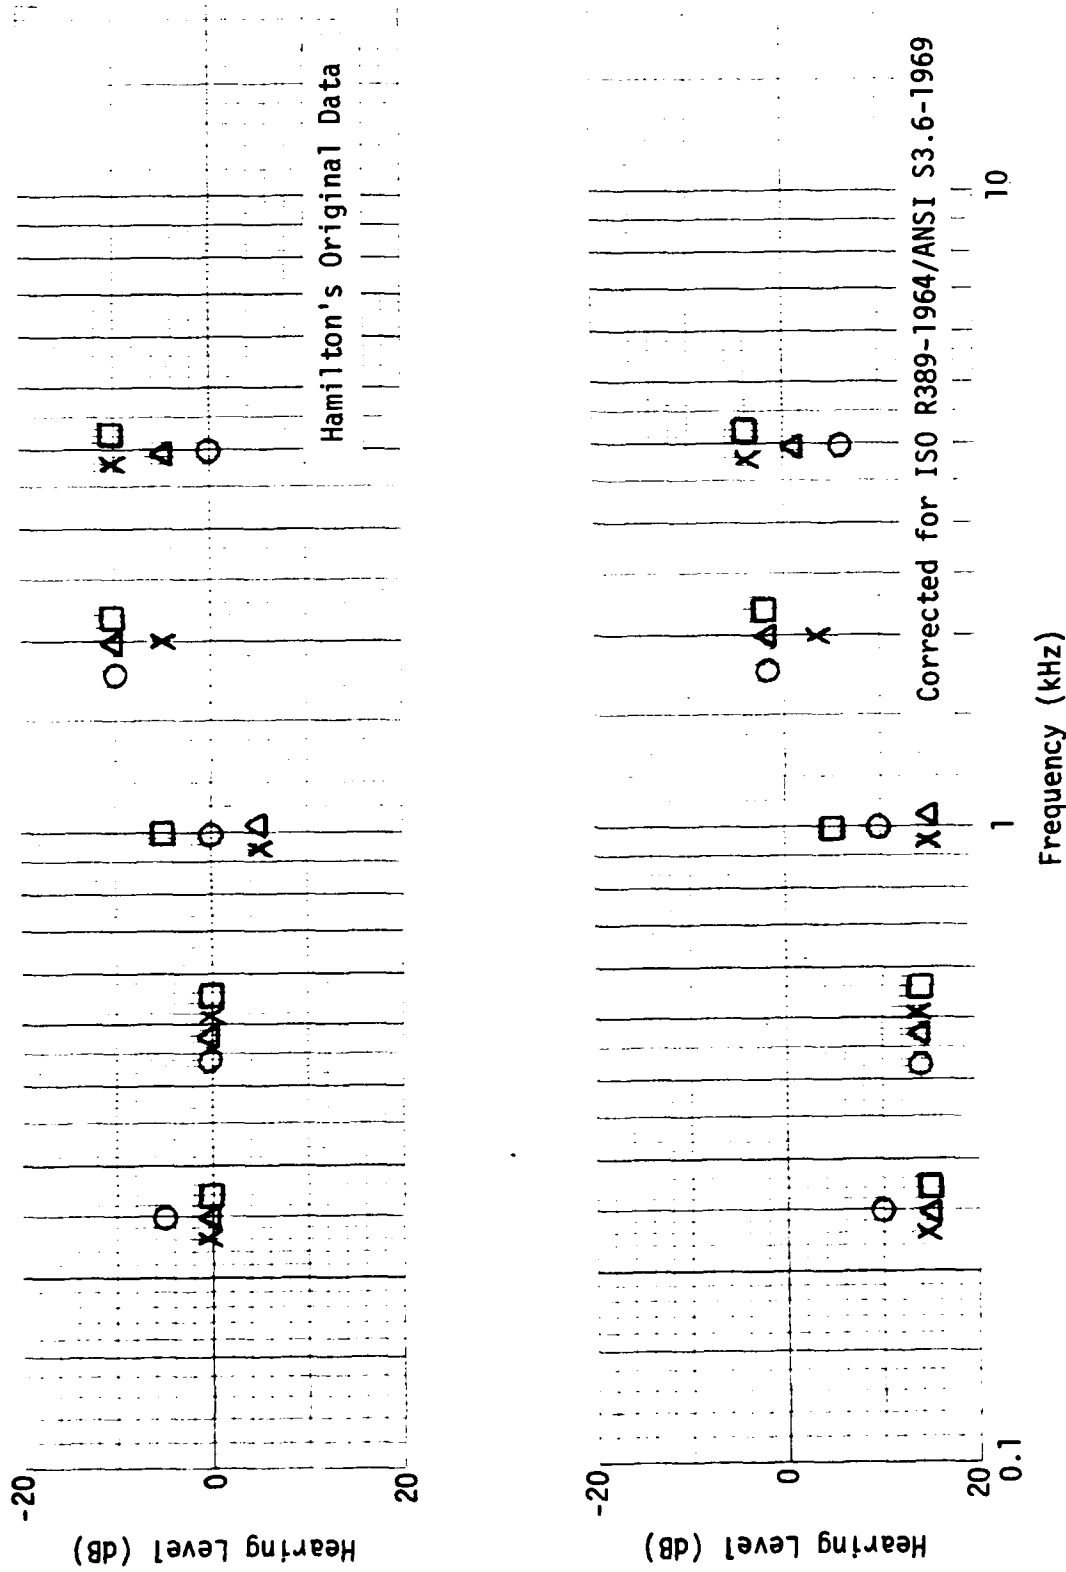 Hearing Level (dB)
-20
0
20
Hamilton's Original Data
Hearing Level (dB)
-20
0
20
Corrected for ISO R389-1964/ANSI S3.6-1969
0.1
1
10
Frequency (kHz)